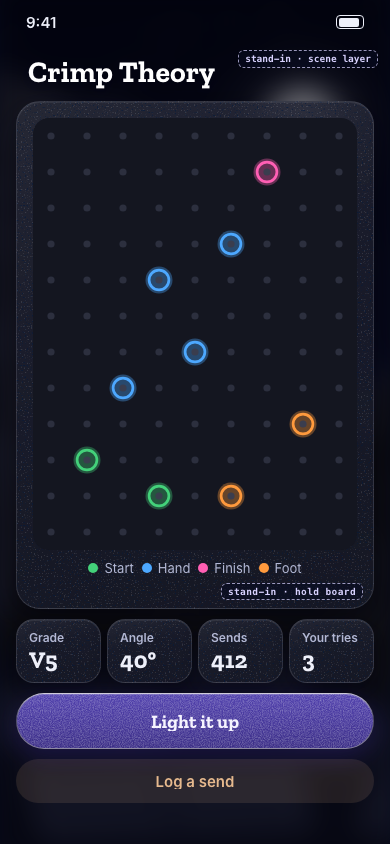 9:41
stand-in · scene layer
Crimp Theory
Start Hand Finish Foot
stand-in · hold board
Grade Angle Sends Your tries
V5 40° 412 3
Light it up
Log a send